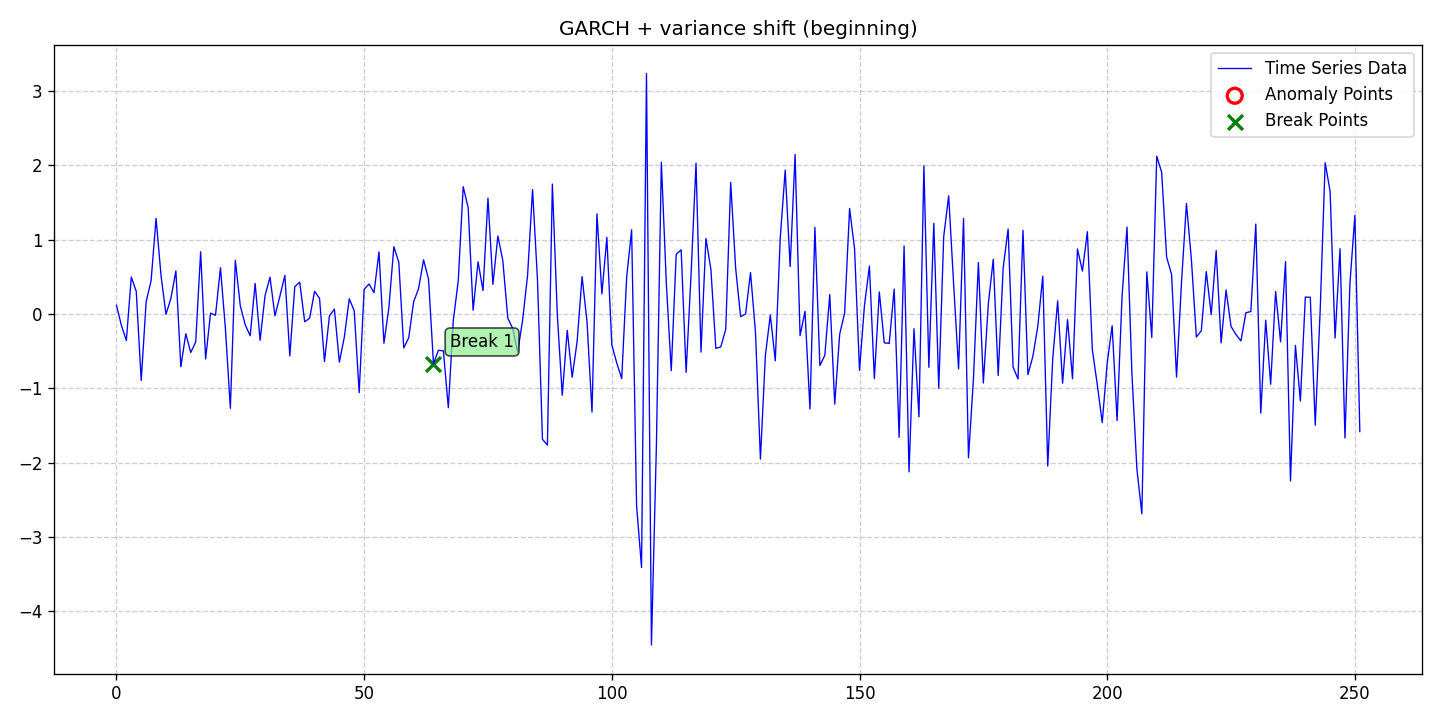 GARCH + variance shift (beginning)
Time Series Data
Anomaly Points
Break Points
Break 1
3
2
1
0
−1
−2
−3
−4
0
50
100
150
200
250